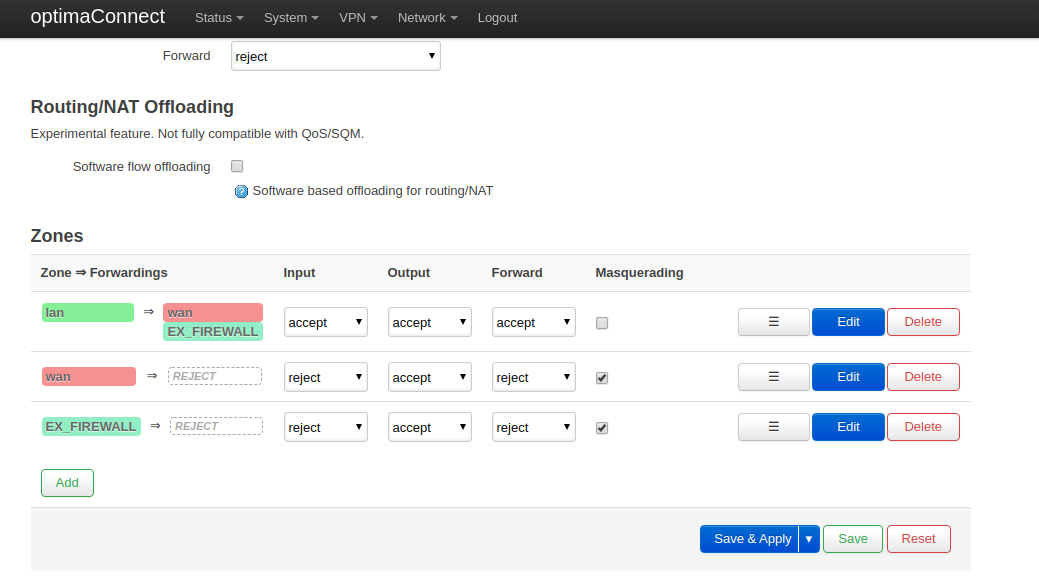 optimaConnect Status System VPN Network Logout
Forward reject
Routing/NAT Offloading
Experimental feature. Not fully compatible with QoS/SQM.
Software flow offloading
Software based offloading for routing/NAT
Zones
Zone ⇒ Forwardings Input Output Forward Masquerading
lan ⇒ wan
EX_FIREWALL accept accept accept ☰ Edit Delete
wan ⇒ REJECT reject accept reject ☰ Edit Delete
EX_FIREWALL ⇒ REJECT reject accept reject ☰ Edit Delete
Add
Save & Apply Save Reset